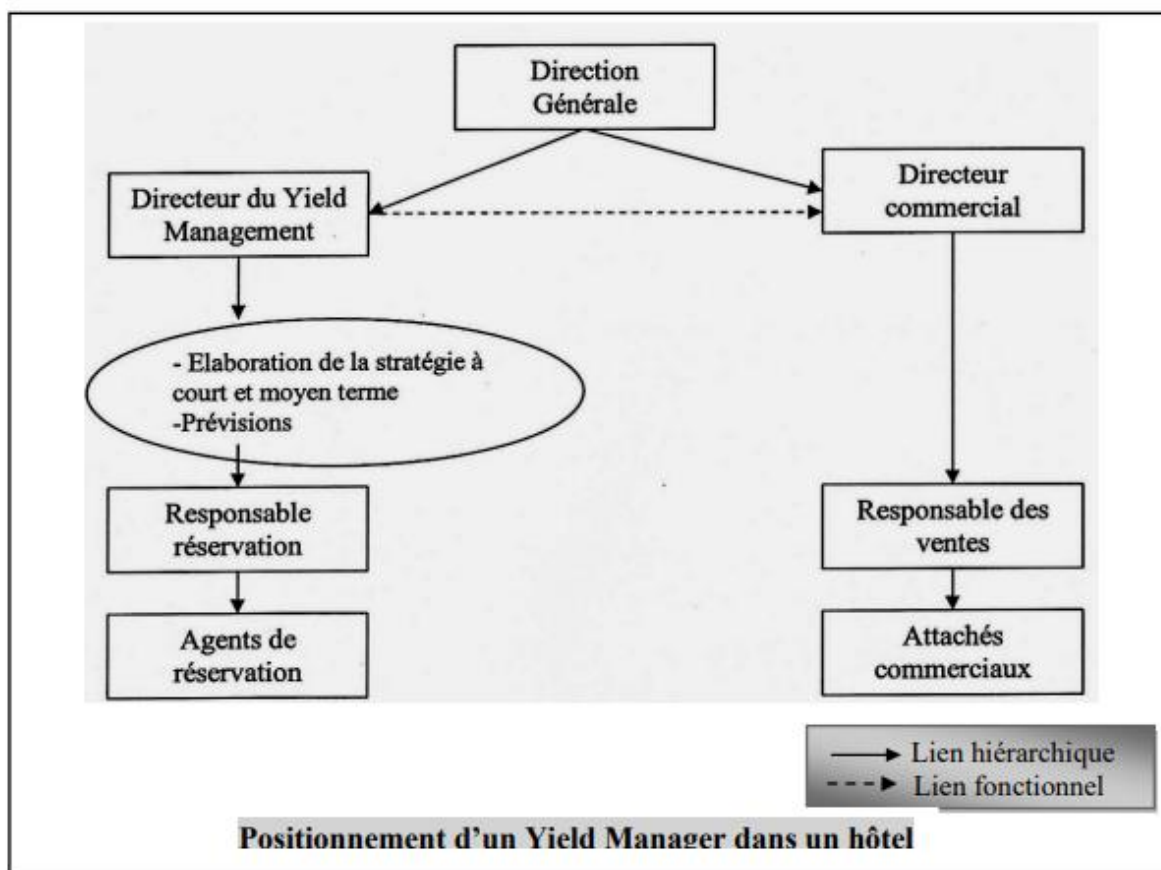 Direction
Générale
Directeur du Yield
Management
Directeur
commercial
- Elaboration de la stratégie à
court et moyen terme
-Prévisions
Responsable
réservation
Responsable des
ventes
Agents de
réservation
Attachés
commerciaux
Lien hiérarchique
Lien fonctionnel
Positionnement d'un Yield Manager dans un hôtel